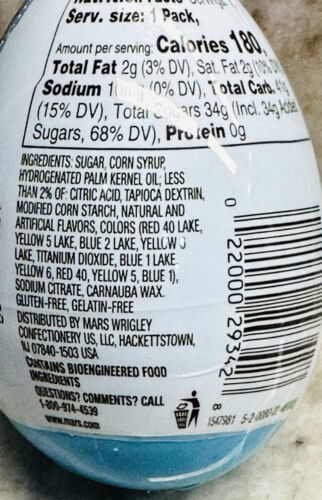 Nutrition Facts
Serv. size: 1 Pack,
Amount per serving: Calories 180,
Total Fat 2g (3% DV), Sat. Fat 2g (10% DV),
Sodium (0% DV), Total Carb.
(15% DV), Total Sugars 34g (Incl. 34g Added
Sugars, 68% DV), Protein 0g
INGREDIENTS: SUGAR, CORN SYRUP,
HYDROGENATED PALM KERNEL OIL; LESS
THAN 2% OF: CITRIC ACID, TAPIOCA DEXTRIN,
MODIFIED CORN STARCH, NATURAL AND
ARTIFICIAL FLAVORS, COLORS (RED 40 LAKE,
YELLOW 5 LAKE, BLUE 2 LAKE, YELLOW
LAKE, TITANIUM DIOXIDE, BLUE 1 LAKE
YELLOW 6, RED 40, YELLOW 5, BLUE 1),
SODIUM CITRATE, CARNAUBA WAX.
GLUTEN-FREE, GELATIN-FREE
DISTRIBUTED BY MARS WRIGLEY
CONFECTIONERY US, LLC, HACKETTSTOWN,
NJ 07840-1503 USA
CONTAINS BIOENGINEERED FOOD
INGREDIENTS
QUESTIONS? COMMENTS? CALL
1-800-974-4539
www.mars.com
0 22000 2934-2 8